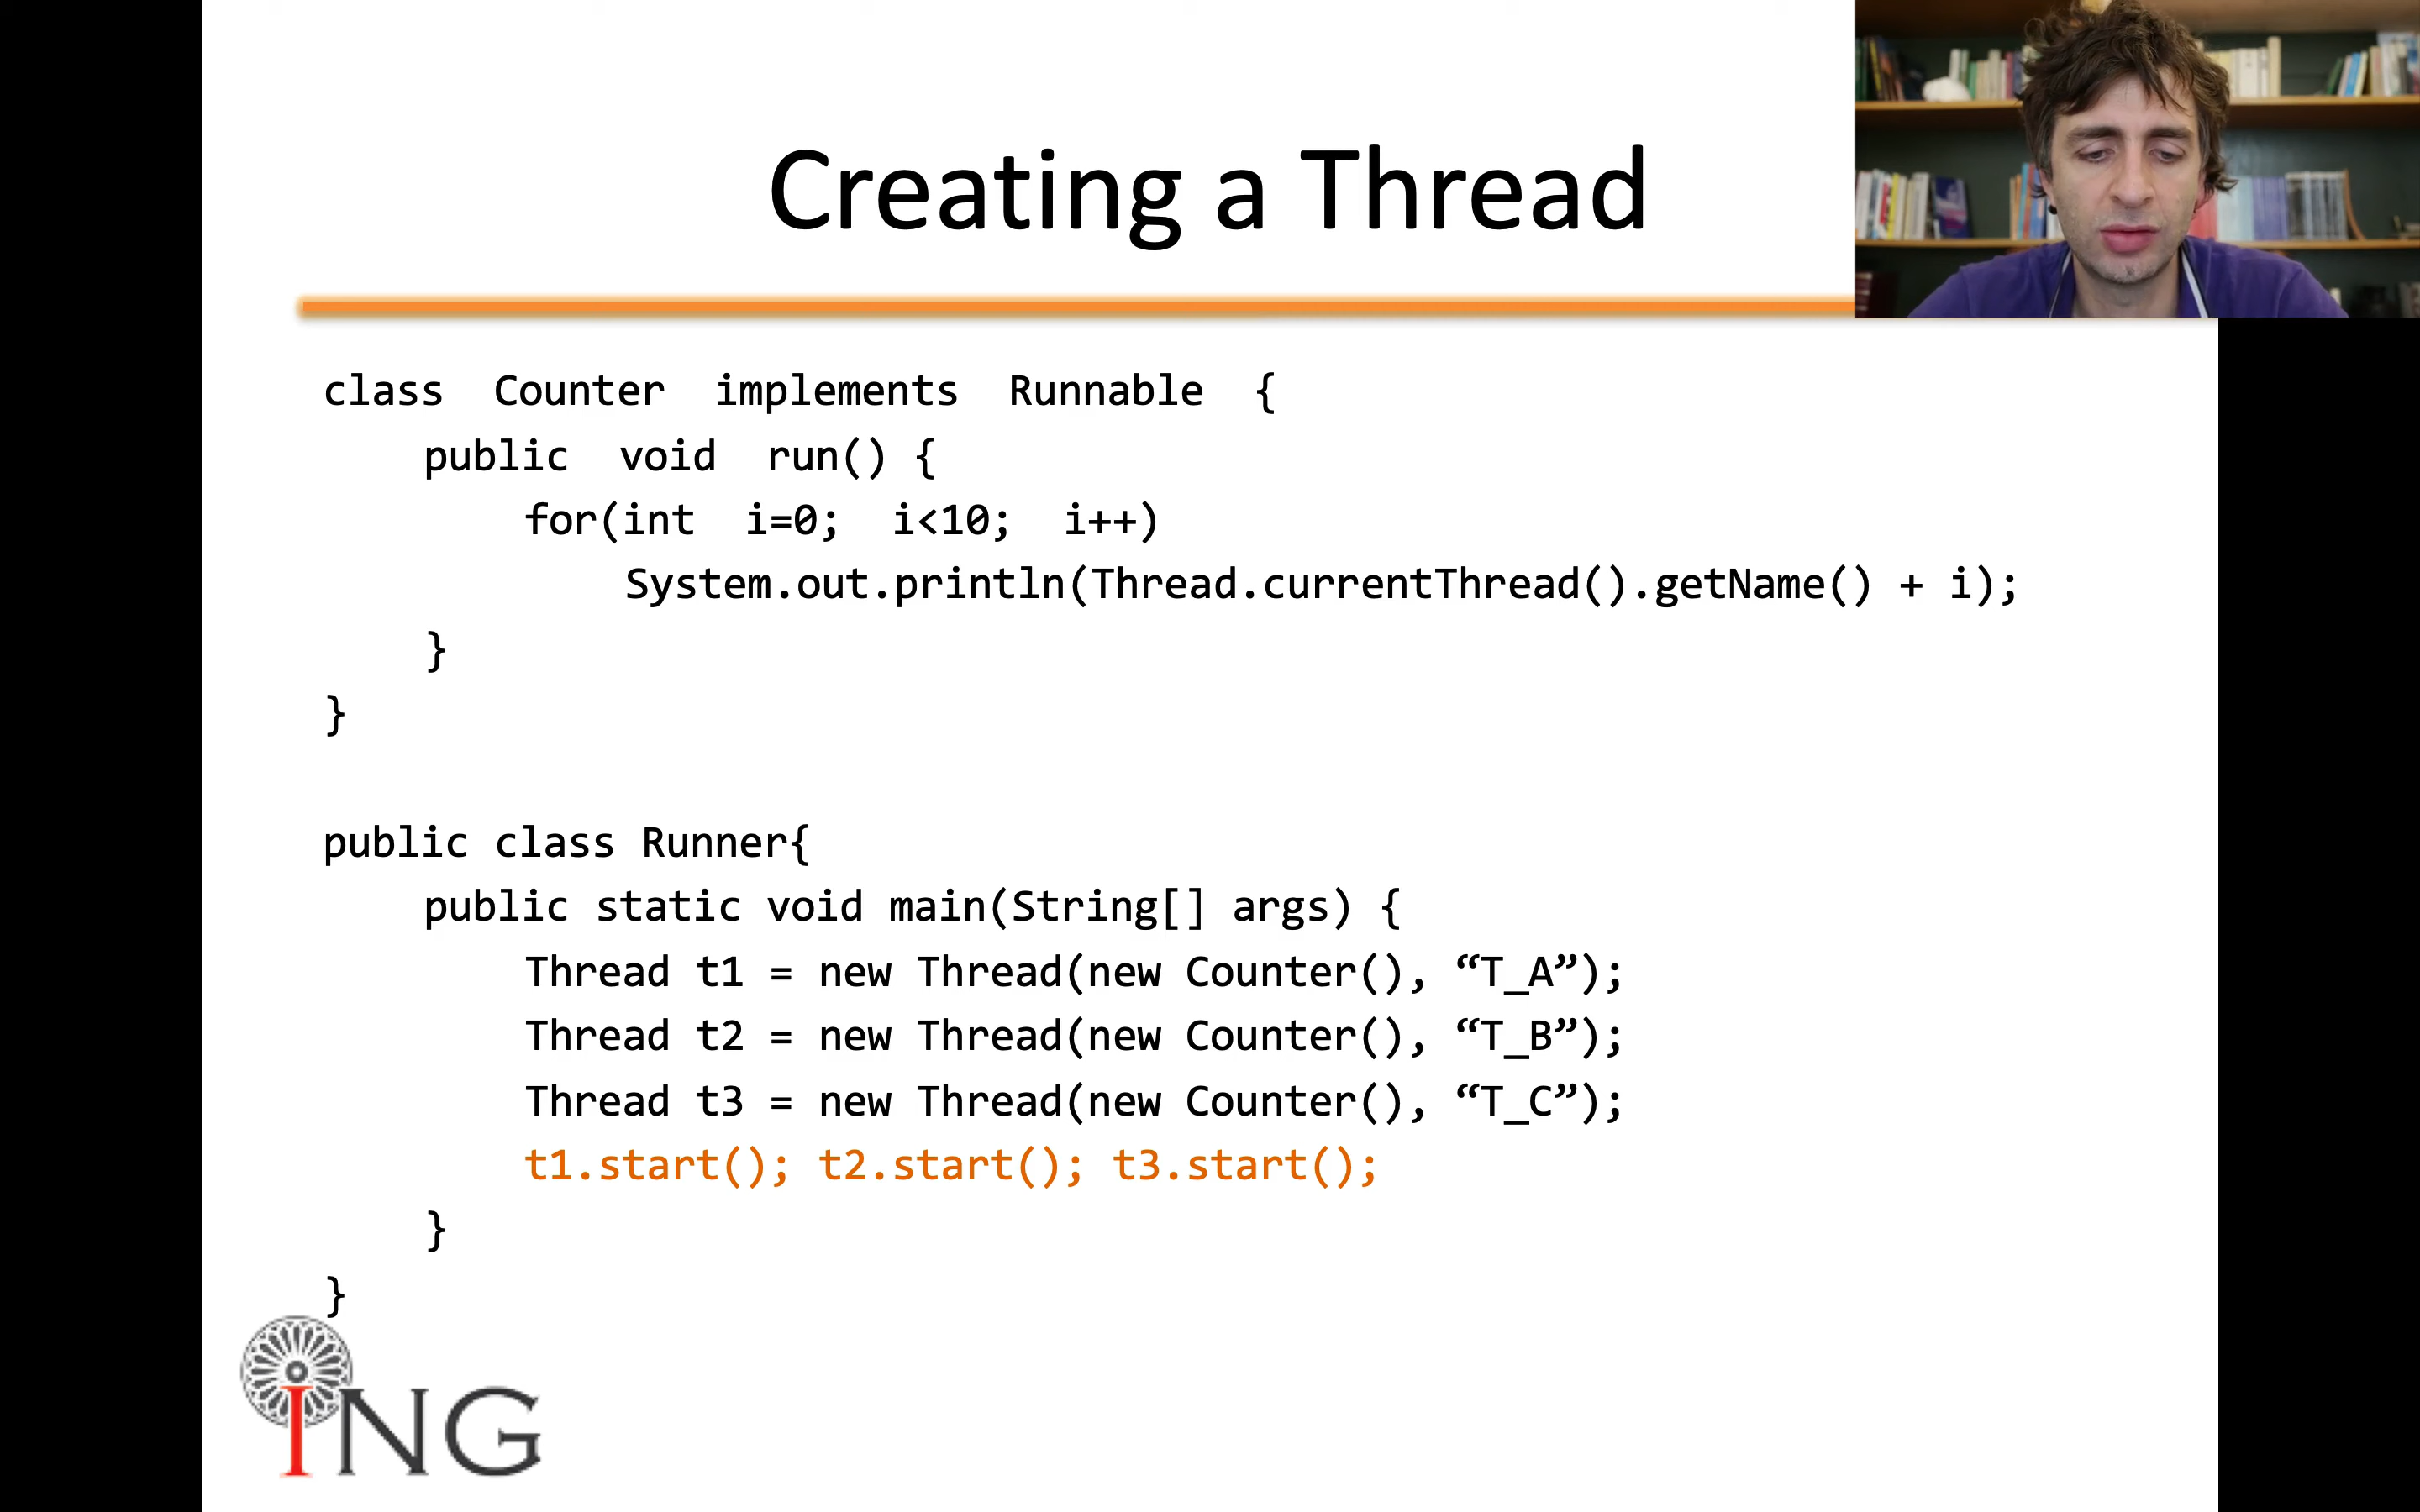 Creating a Thread
class Counter implements Runnable {
public void run() {
for(int i=0; i<10; i++)
System.out.println(Thread.currentThread().getName() + i);
}
}
public class Runner{
public static void main(String[] args) {
Thread t1 = new Thread(new Counter(), “T_A”);
Thread t2 = new Thread(new Counter(), “T_B”);
Thread t3 = new Thread(new Counter(), “T_C”);
t1.start(); t2.start(); t3.start();
}
}
ING